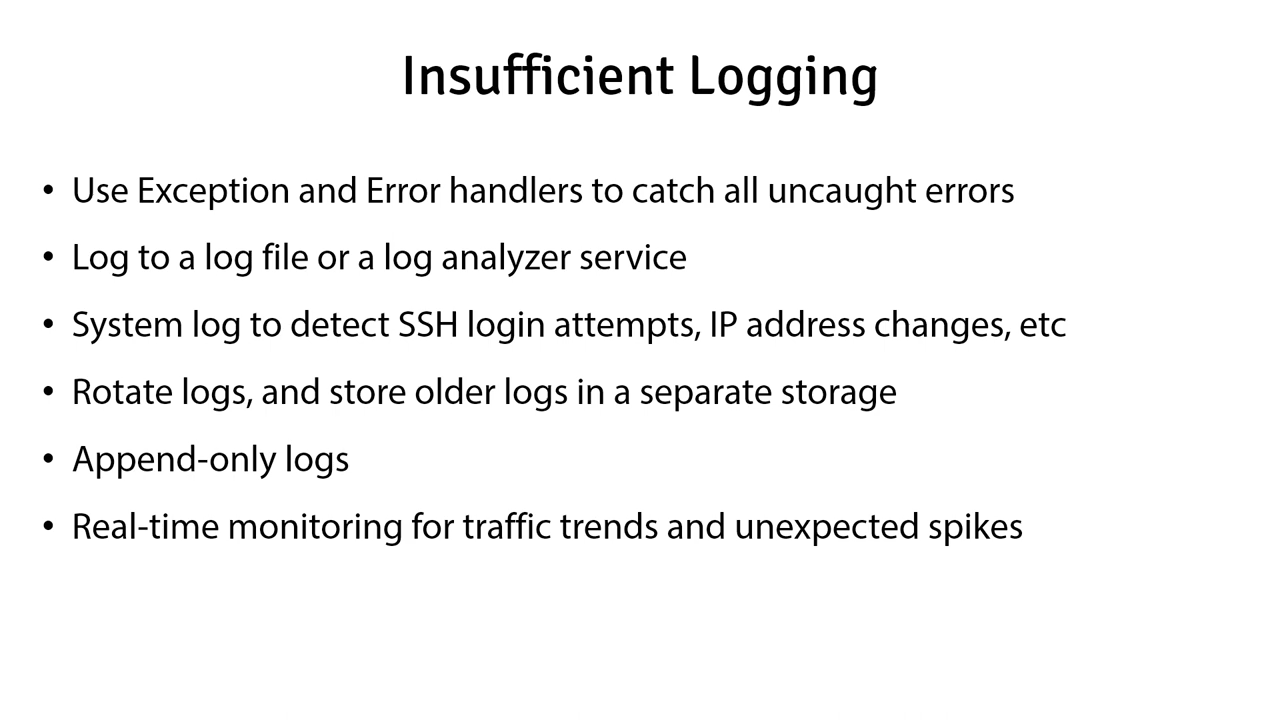 Insufficient Logging
• Use Exception and Error handlers to catch all uncaught errors
• Log to a log file or a log analyzer service
• System log to detect SSH login attempts, IP address changes, etc
• Rotate logs, and store older logs in a separate storage
• Append-only logs
• Real-time monitoring for traffic trends and unexpected spikes